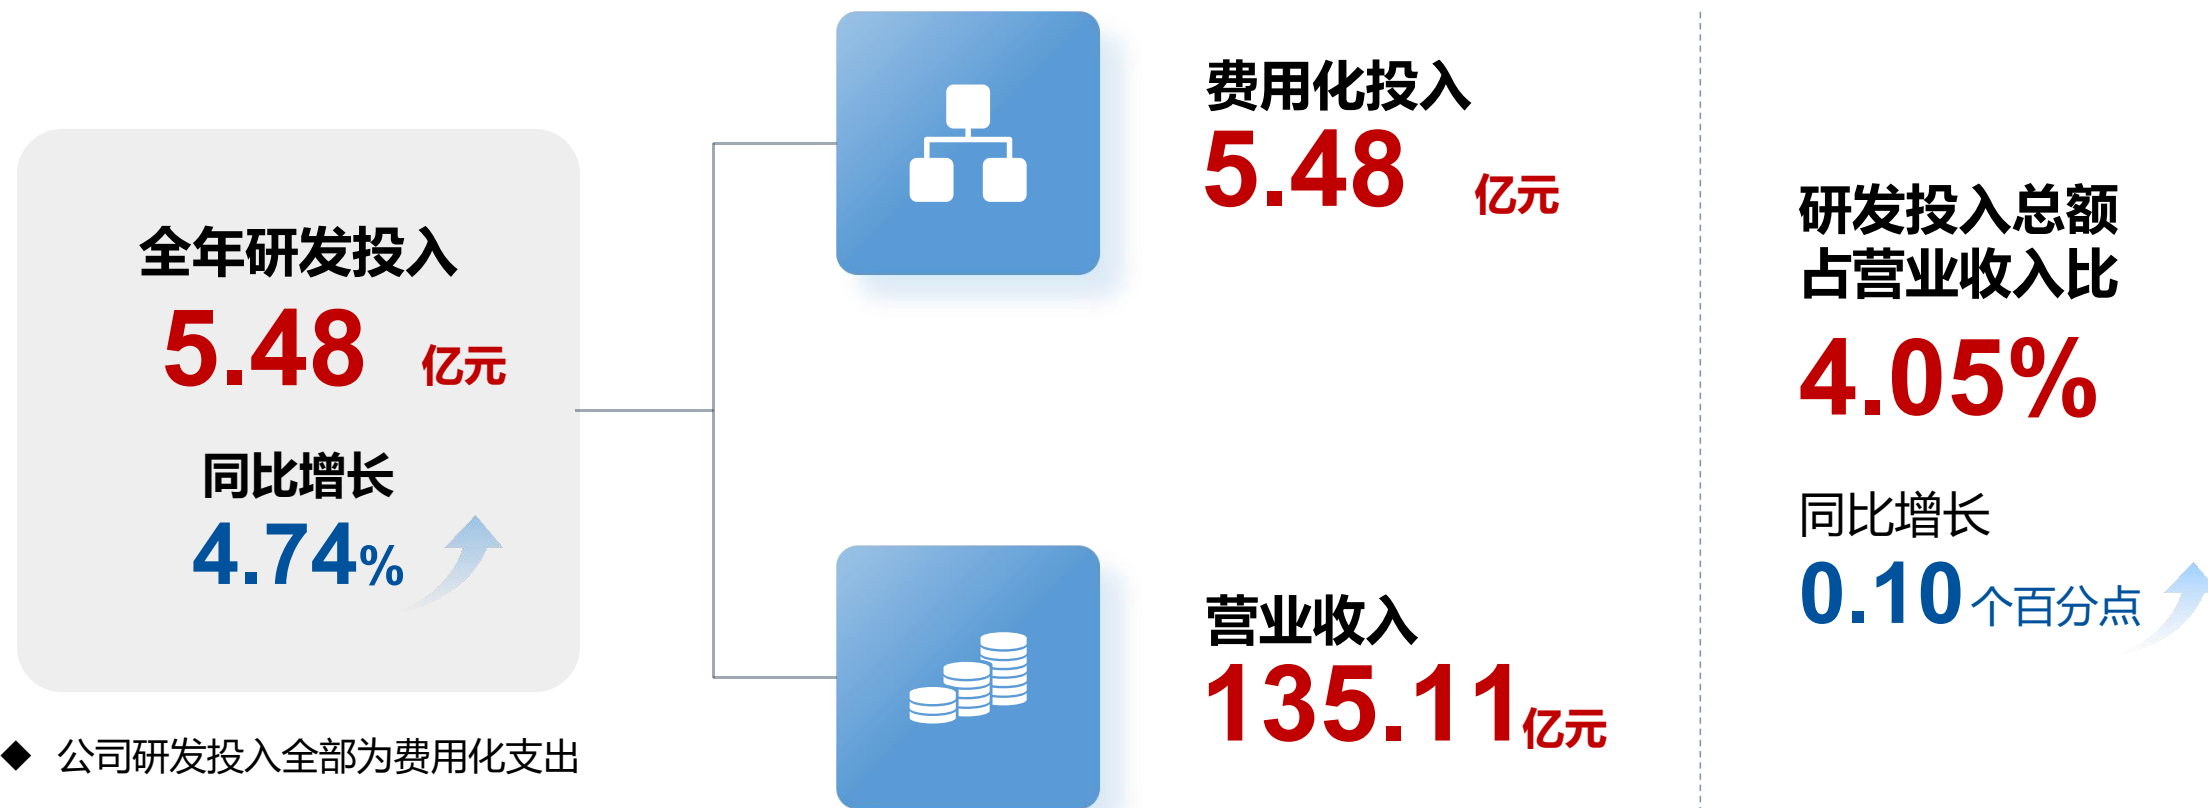 全年研发投入
5.48 亿元
同比增长
4.74%
◆ 公司研发投入全部为费用化支出
费用化投入
5.48 亿元
营业收入
135.11亿元
研发投入总额
占营业收入比
4.05%
同比增长
0.10个百分点